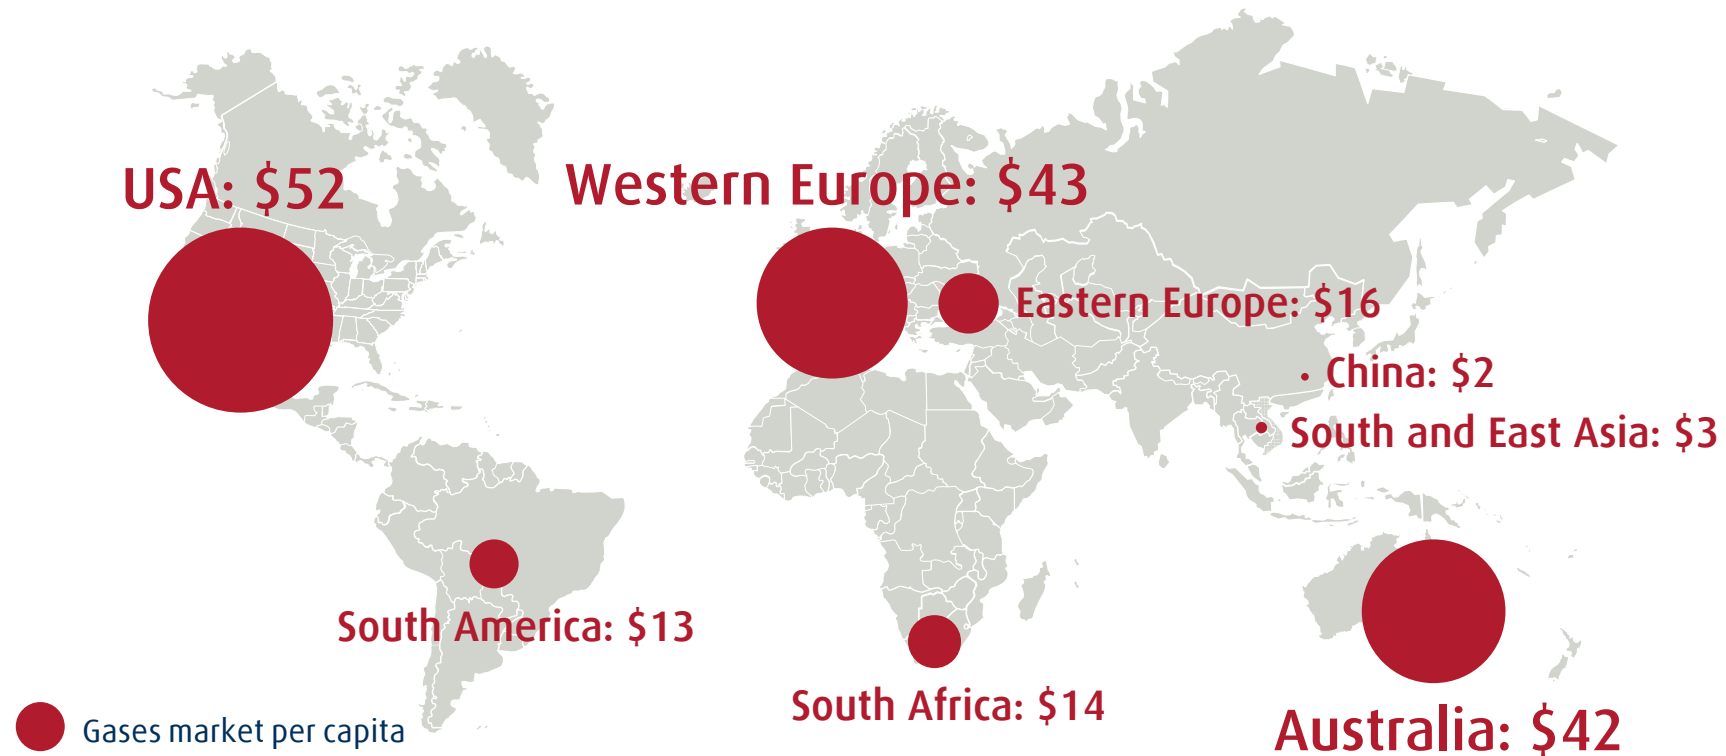 USA: $52
Western Europe: $43
Eastern Europe: $16
China: $2
South and East Asia: $3
South America: $13
South Africa: $14
Australia: $42
Gases market per capita